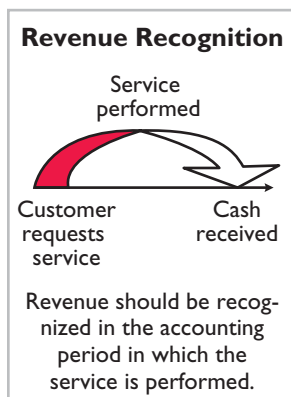 Revenue Recognition
Service
performed
Customer
requests
service
Cash
received
Revenue should be recog-
nized in the accounting
period in which the
service is performed.